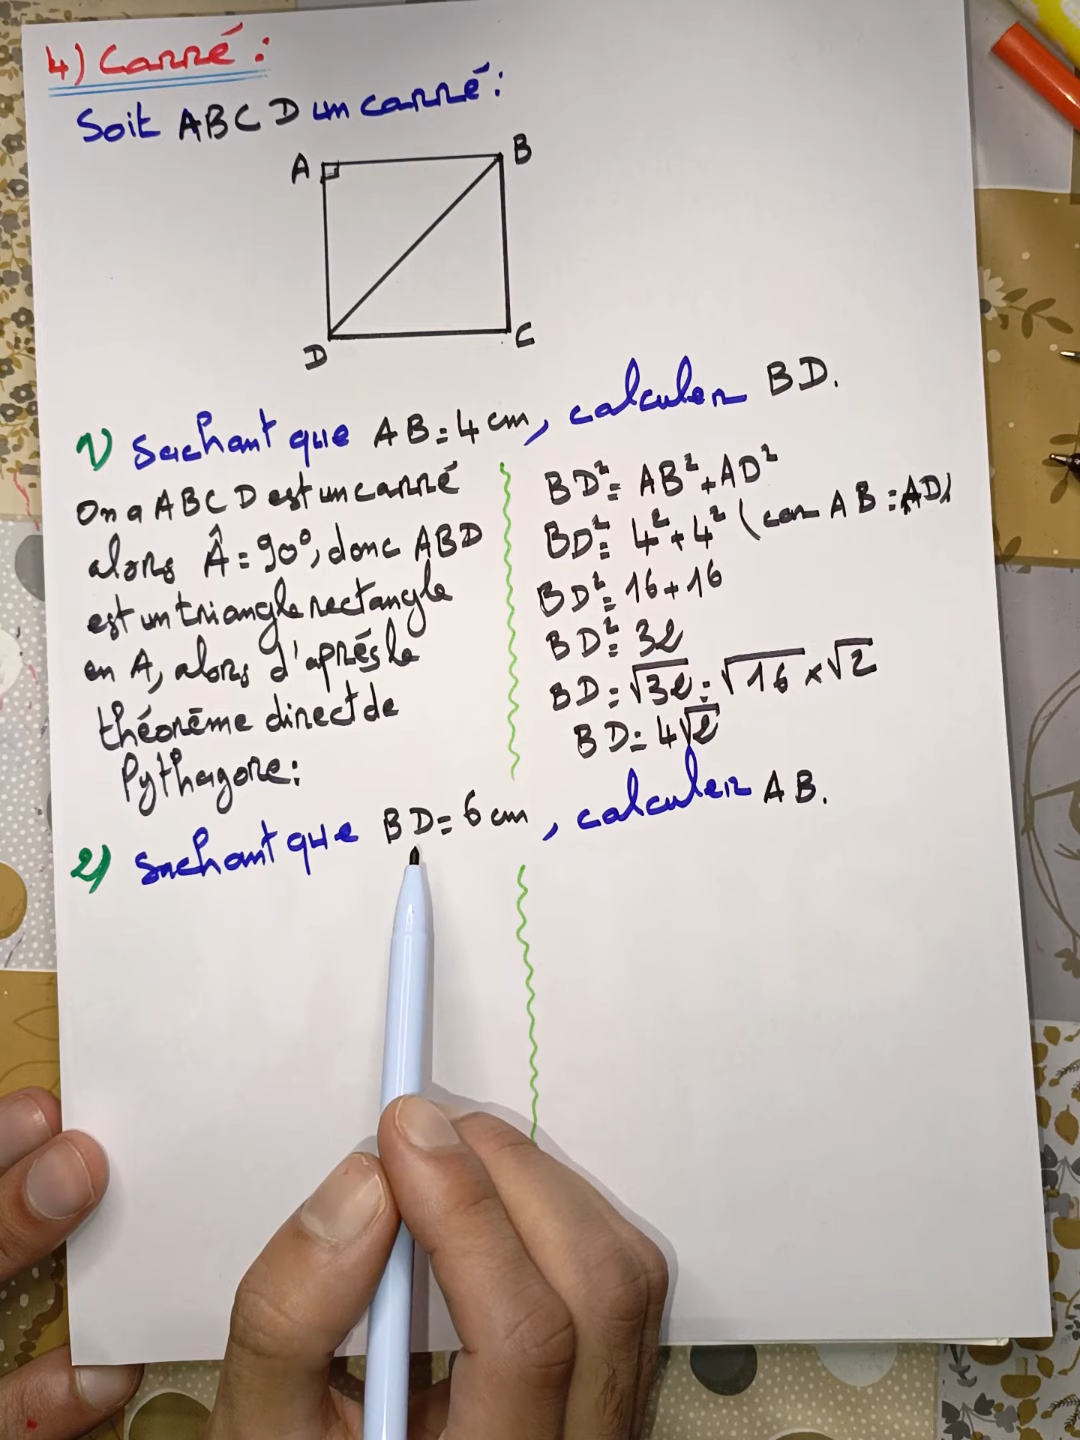 4) Carré :
Soit ABCD un carré :
A
B
D
C
1) Sachant que AB = 4 cm, calculer BD.
On a ABCD est un carré
alors Â = 90°, donc ABD
est un triangle rectangle
en A, alors d'après le
théorème direct de
Pythagore :
BD² = AB² + AD²
BD² = 4² + 4² (car AB = AD)
BD² = 16 + 16
BD² = 32
BD = √32 = √16 × √2
BD = 4√2
2) Sachant que BD = 6 cm, calculer AB.